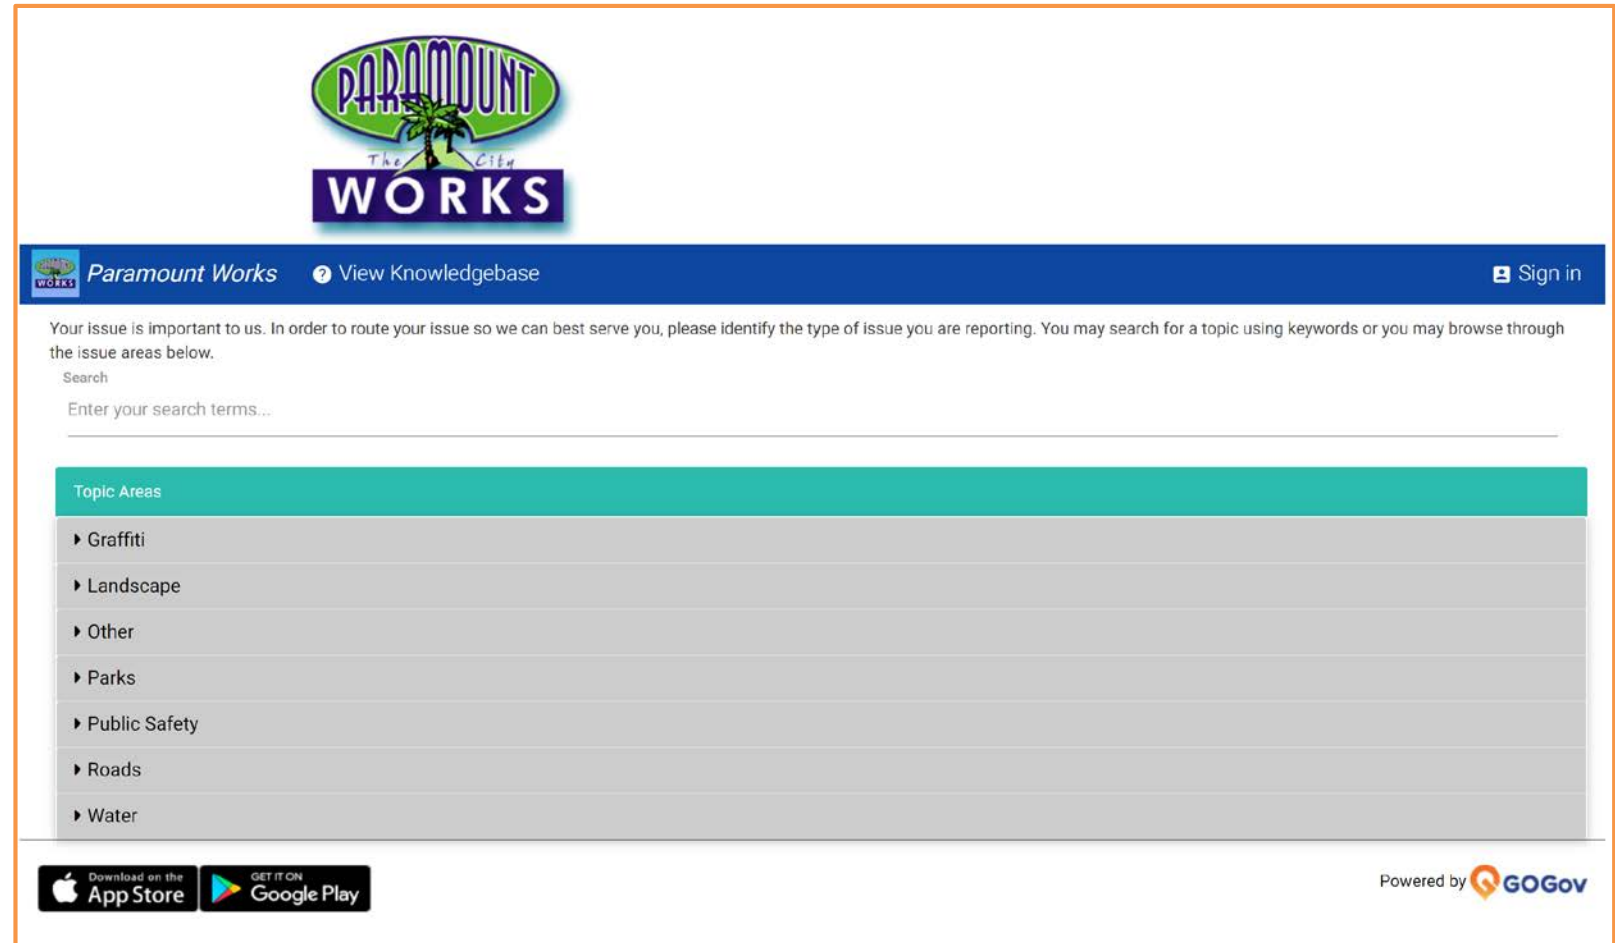 PARAMOUNT
The City
WORKS
WORKS
Paramount Works
View Knowledgebase
Sign in
Your issue is important to us. In order to route your issue so we can best serve you, please identify the type of issue you are reporting. You may search for a topic using keywords or you may browse through
the issue areas below.
Search
Enter your search terms...
Topic Areas
Graffiti
Landscape
Other
Parks
Public Safety
Roads
Water
Download on the
App Store
GET IT ON
Google Play
Powered by GOGov